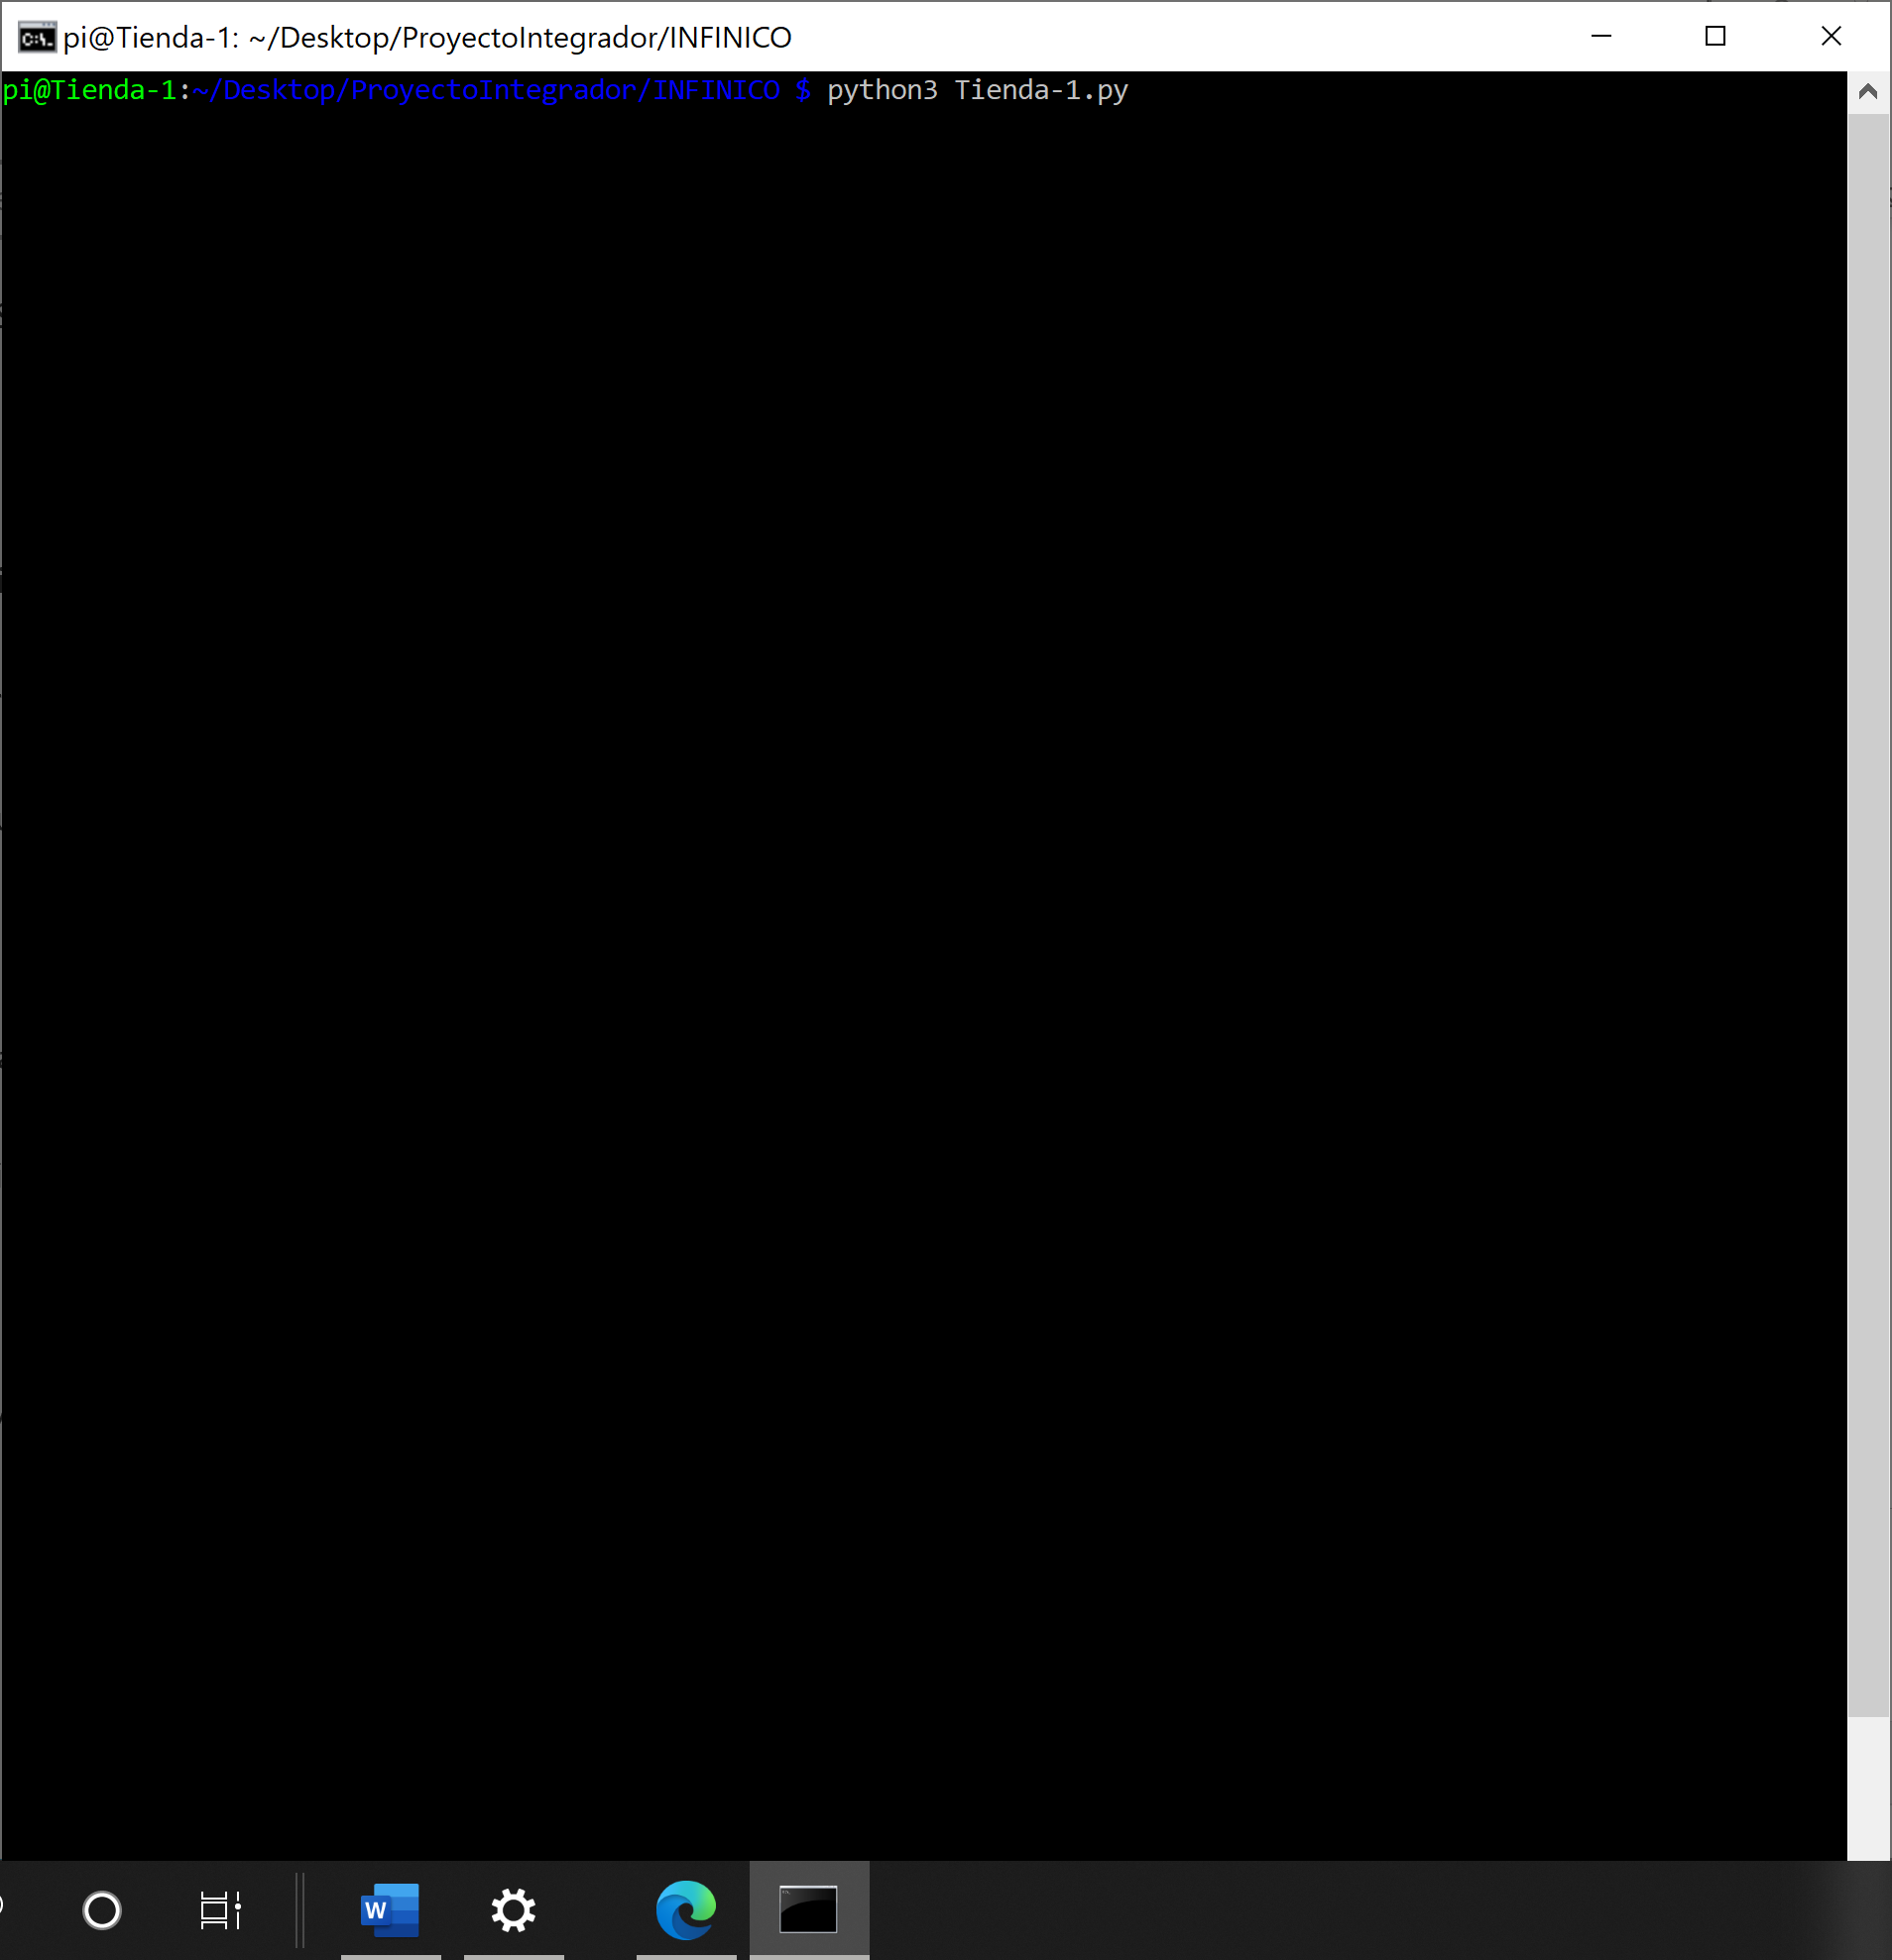 pi@Tienda-1: ~/Desktop/ProyectoIntegrador/INFINICO
pi@Tienda-1:~/Desktop/ProyectoIntegrador/INFINICO $ python3 Tienda-1.py
W